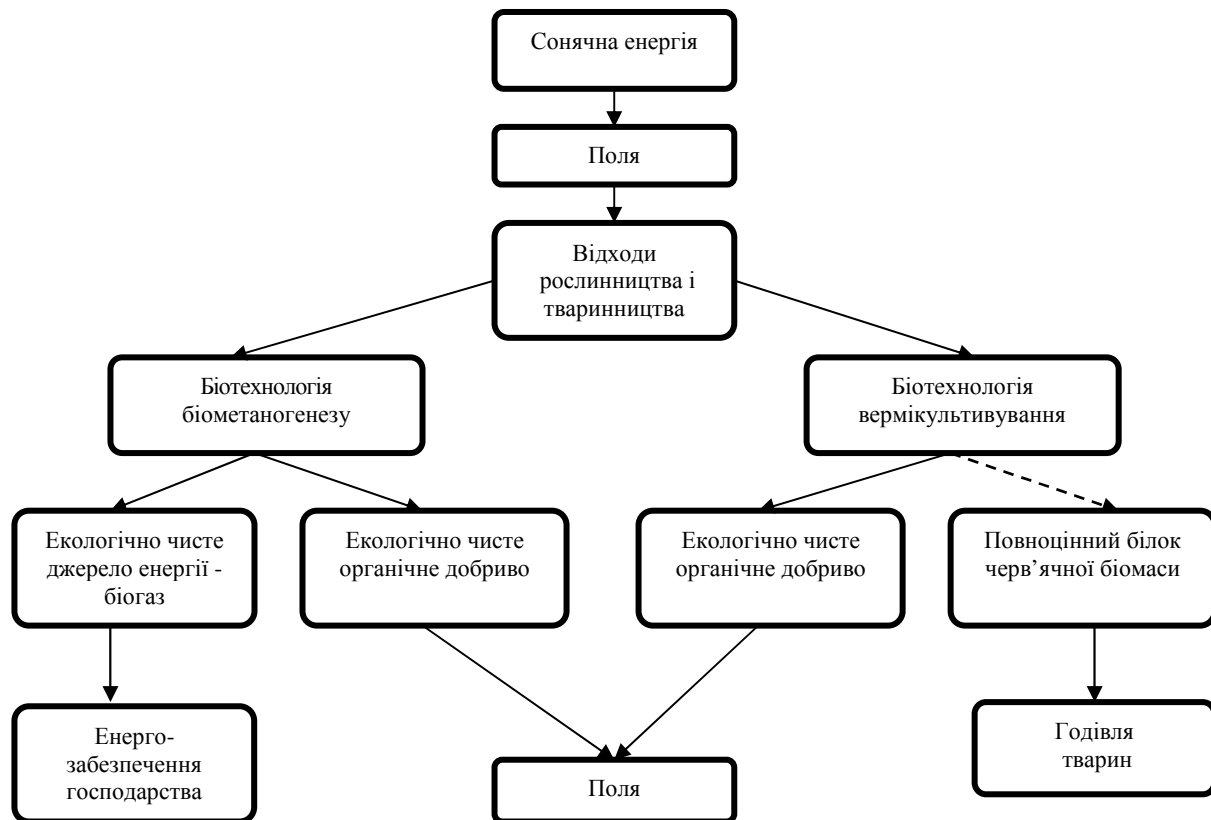 Сонячна енергія
Поля
Відходи
рослинництва і
тваринництва
Біотехнологія
біометаногенезу
Біотехнологія
вермікультивування
Екологічно чисте
джерело енергії -
біогаз
Екологічно чисте
органічне добриво
Екологічно чисте
органічне добриво
Повноцінний білок
черв’ячної біомаси
Енерго-
забезпечення
господарства
Поля
Годівля
тварин